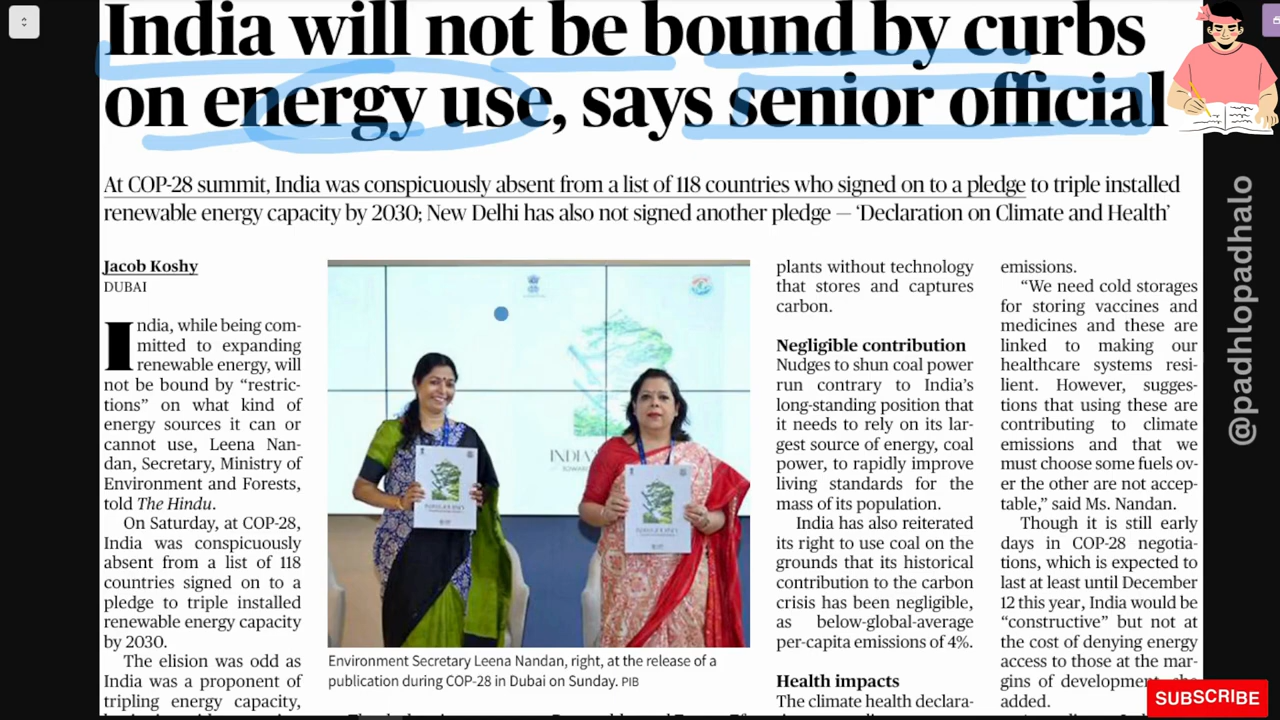 India will not be bound by curbs
on energy use, says senior official
At COP-28 summit, India was conspicuously absent from a list of 118 countries who signed on to a pledge to triple installed
renewable energy capacity by 2030; New Delhi has also not signed another pledge — ‘Declaration on Climate and Health’
Jacob Koshy
DUBAI
India, while being com-
mitted to expanding
renewable energy, will
not be bound by “restric-
tions” on what kind of
energy sources it can or
cannot use, Leena Nan-
dan, Secretary, Ministry of
Environment and Forests,
told The Hindu.
On Saturday, at COP-28,
India was conspicuously
absent from a list of 118
countries signed on to a
pledge to triple installed
renewable energy capacity
by 2030.
The elision was odd as
India was a proponent of
tripling energy capacity,
Environment Secretary Leena Nandan, right, at the release of a
publication during COP-28 in Dubai on Sunday. PIB
plants without technology
that stores and captures
carbon.
Negligible contribution
Nudges to shun coal power
run contrary to India’s
long-standing position that
it needs to rely on its lar-
gest source of energy, coal
power, to rapidly improve
living standards for the
mass of its population.
India has also reiterated
its right to use coal on the
grounds that its historical
contribution to the carbon
crisis has been negligible,
as below-global-average
per-capita emissions of 4%.
Health impacts
The climate health declara-
emissions.
“We need cold storages
for storing vaccines and
medicines and these are
linked to making our
healthcare systems resi-
lient. However, sugges-
tions that using these are
contributing to climate
emissions and that we
must choose some fuels ov-
er the other are not accep-
table,” said Ms. Nandan.
Though it is still early
days in COP-28 negotia-
tions, which is expected to
last at least until December
12 this year, India would be
“constructive” but not at
the cost of denying energy
access to those at the mar-
gins of development,
added.
@padhlopadhalo
SUBSCRIBE